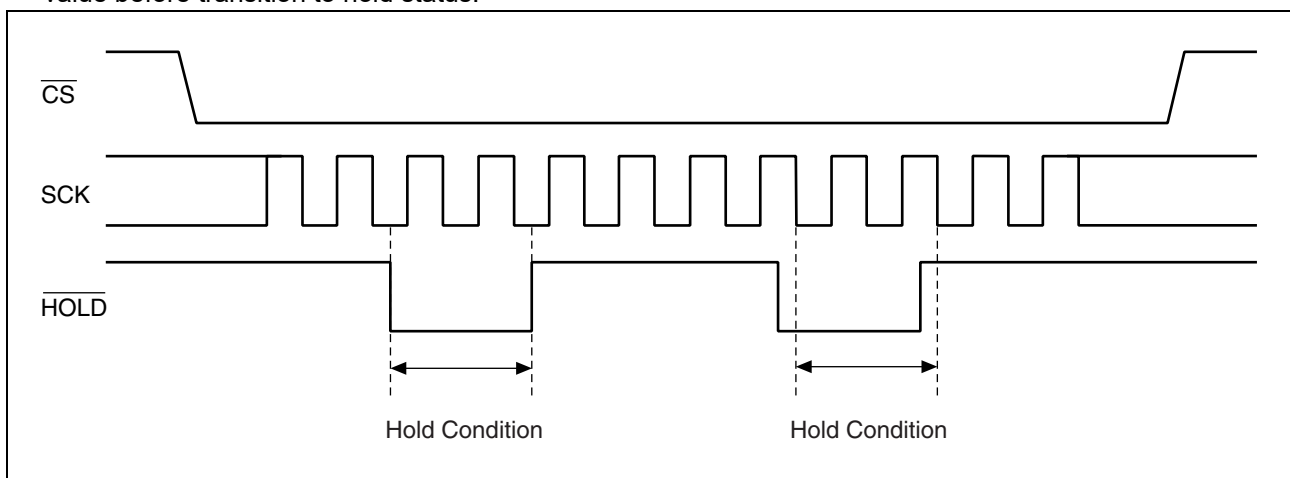 value before transition to hold status.
CS
SCK
HOLD
Hold Condition Hold Condition